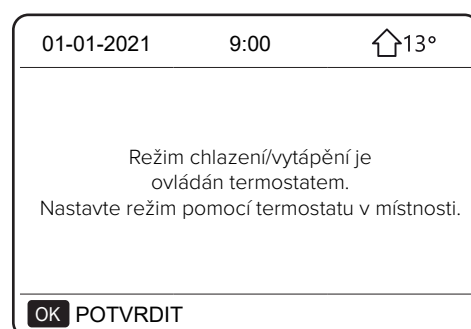 01-01-2021 9:00 13°
Režim chlazení/vytápění je
ovládán termostatem.
Nastavte režim pomocí termostatu v místnosti.
OK POTVRDIT